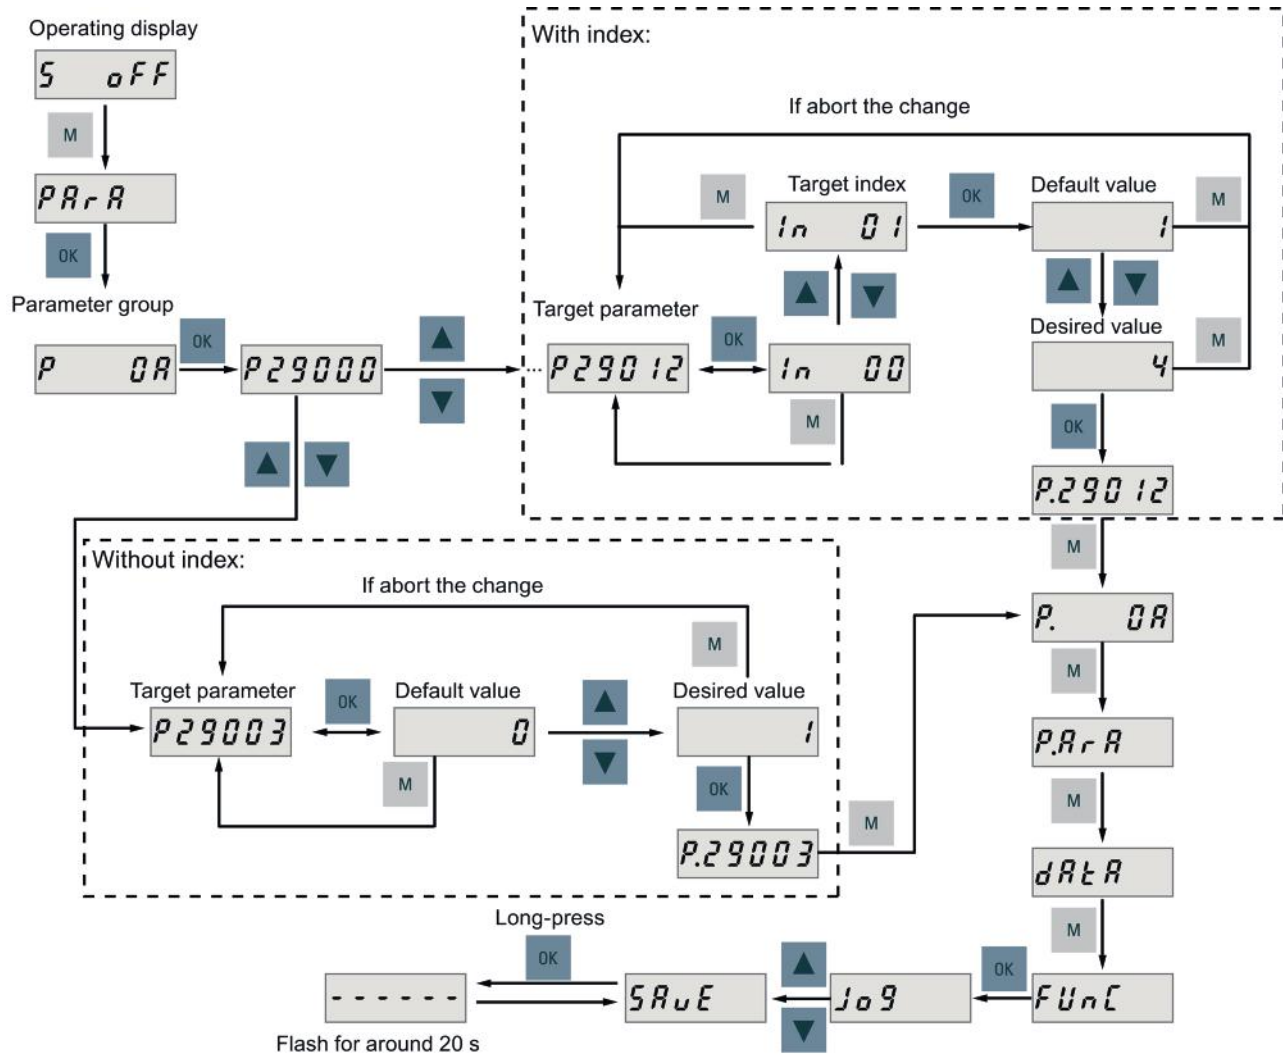 Operating display
S oFF
M
PArA
OK
Parameter group
P 0A
OK
P29000
With index:
If abort the change
M
Target index
In 01
OK
Default value
1
M
Target parameter
...P29012
OK
In 00
M
Desired value
4
M
OK
P.29012
M
Without index:
If abort the change
M
Target parameter
P29003
OK
Default value
0
M
Desired value
1
OK
P.29003
M
P. 0A
M
P.ArA
M
dAtA
M
FUnC
OK
Jog
SAvE
Long-press
OK
------
Flash for around 20 s